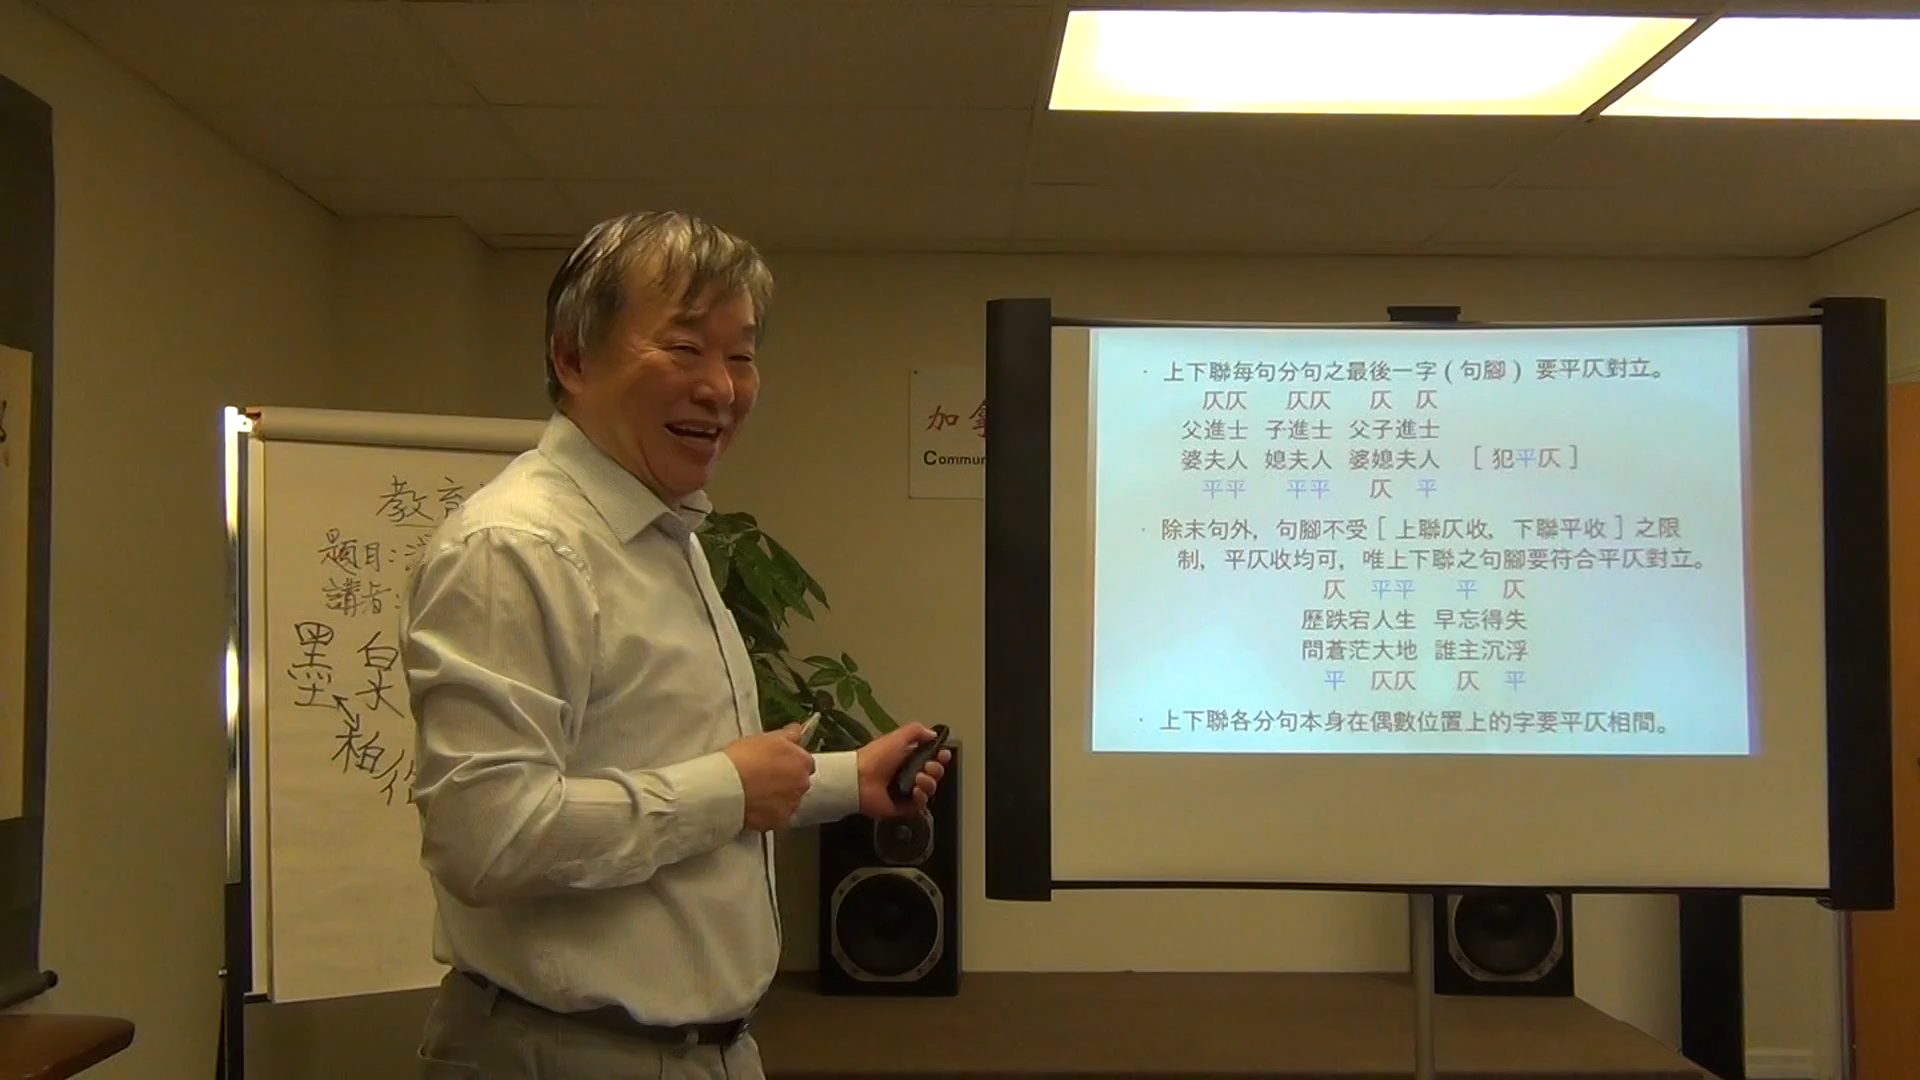 教育
題目：
講者：
墨
柏
加拿
Commun
· 上下聯每句分句之最後一字（句腳）要平仄對立。
仄仄 仄仄 仄 仄
父進士 子進士 父子進士
婆夫人 媳夫人 婆媳夫人 ［犯平仄］
平平 平平 仄 平
· 除末句外，句腳不受［上聯仄收，下聯平收］之限
制，平仄收均可，唯上下聯之句腳要符合平仄對立。
仄 平平 平 仄
歷跌宕人生 早忘得失
問蒼茫大地 誰主沉浮
平 仄仄 仄 平
· 上下聯各分句本身在偶數位置上的字要平仄相間。